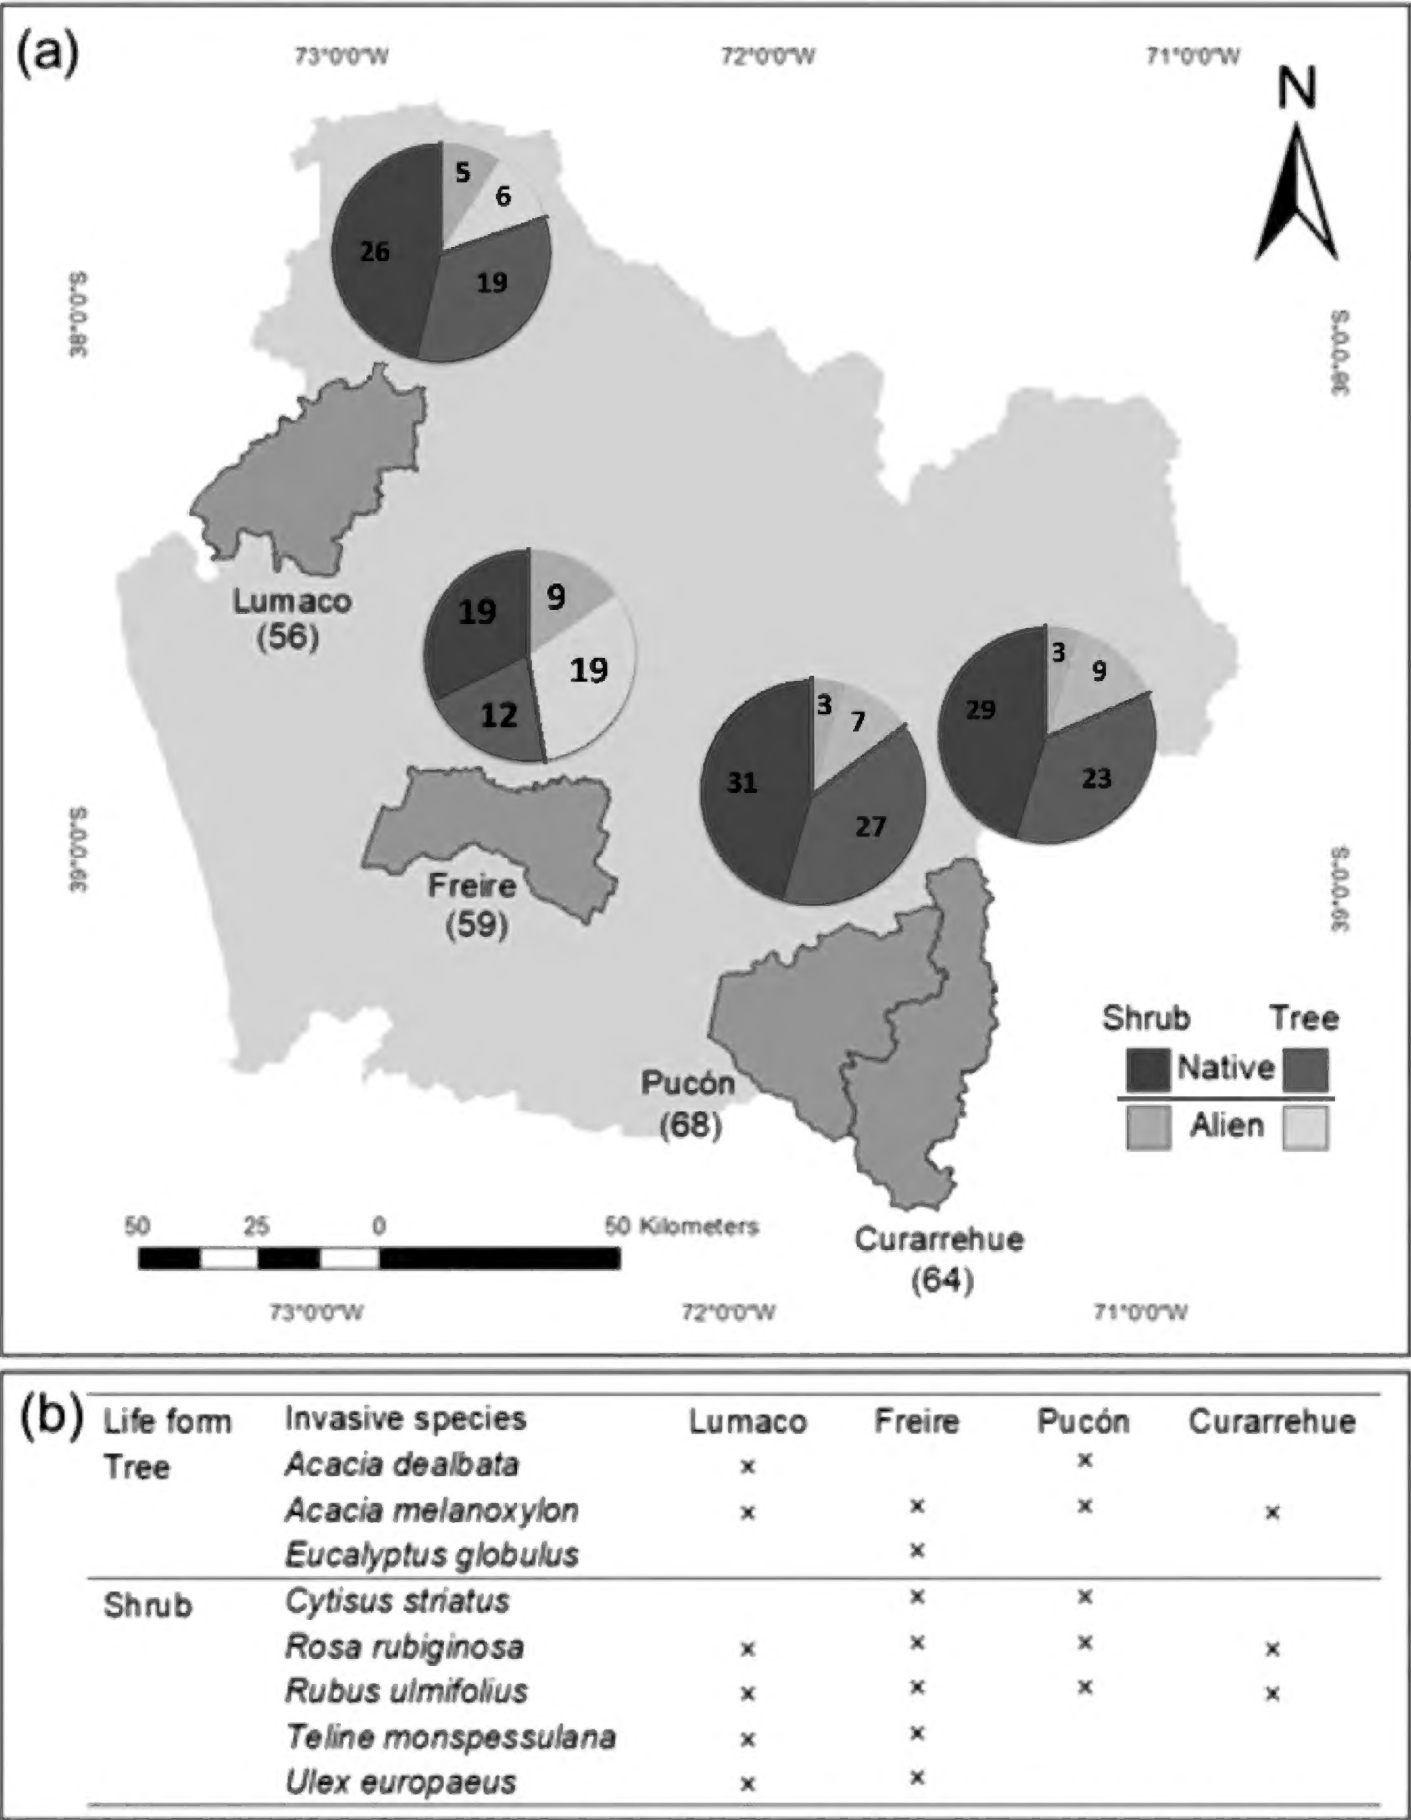 (a)
73°0'0"W 72°0'0"W 71°0'0"W
N
5
6
26
19
38°0'0"S
38°0'0"S
Lumaco
(56)
19
9
19
12
3
9
29
23
3
7
31
27
39°0'0"S
39°0'0"S
Freire
(59)
Shrub Tree
Native
Alien
Pucón
(68)
50 25 0 50 Kilometers
Curarrehue
(64)
73°0'0"W 72°0'0"W 71°0'0"W
(b)
Life form Invasive species Lumaco Freire Pucón Curarrehue
Tree Acacia dealbata × ×
Acacia melanoxylon × × × ×
Eucalyptus globulus ×
Shrub Cytisus striatus × ×
Rosa rubiginosa × × × ×
Rubus ulmifolius × × × ×
Teline monspessulana × ×
Ulex europaeus × ×